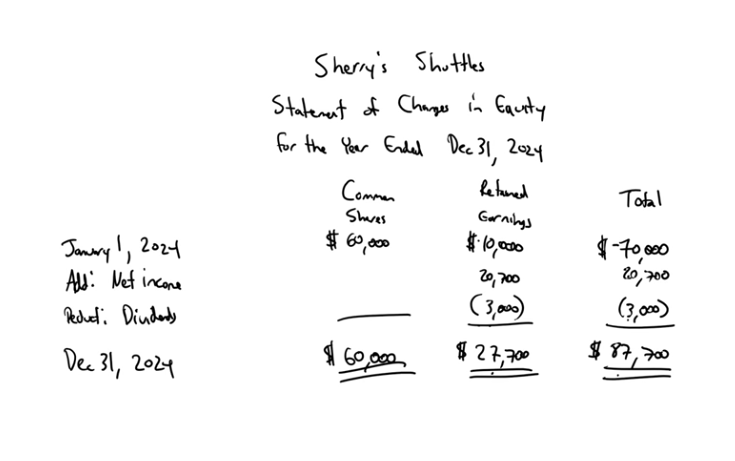 Sherry's Shuttles
Statement of Changes in Equity
for the Year Ended Dec 31, 2024
Common Shares Retained Earnings Total
January 1, 2024 $ 60,000 $ 10,000 $ 70,000
Add: Net income 20,700 20,700
Deduct: Dividends (3,000) (3,000)
Dec 31, 2024 $ 60,000 $ 27,700 $ 87,700